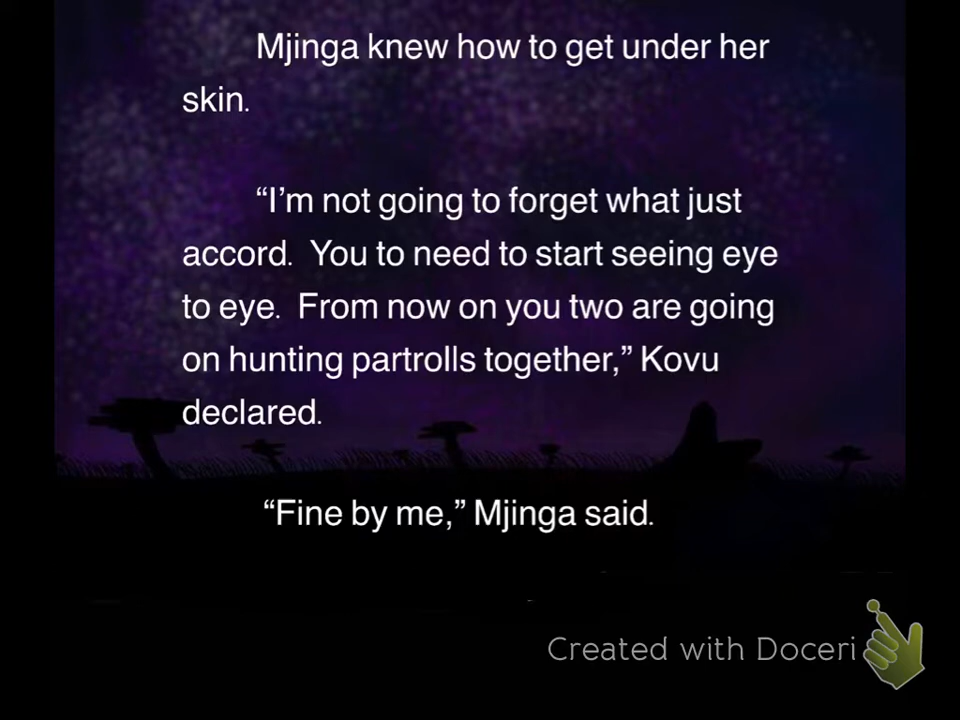 Mjinga knew how to get under her
skin.
“I’m not going to forget what just
accord.  You to need to start seeing eye
to eye.  From now on you two are going
on hunting partrolls together,” Kovu
declared.
“Fine by me,” Mjinga said.
Created with Doceri